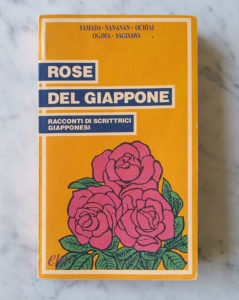 YAMADA - NANANAN - OCHIAI
OGAWA - SAGISAWA
ROSE
DEL GIAPPONE
RACCONTI DI SCRITTRICI
GIAPPONESI